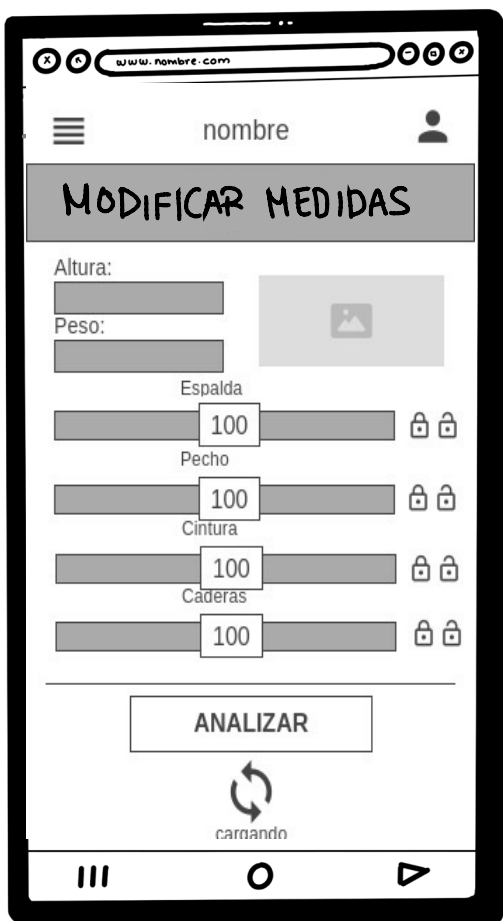 www.nombre.com
nombre
MODIFICAR MEDIDAS
Altura:
Peso:
Espalda
100
Pecho
100
Cintura
100
Caderas
100
ANALIZAR
cargando